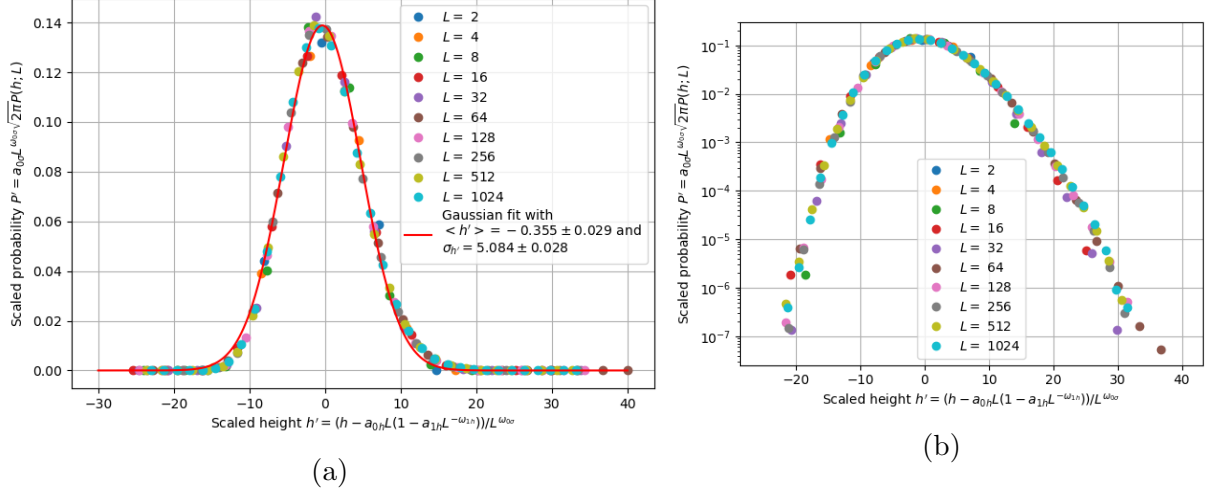 0.14
0.12
0.10
0.08
0.06
0.04
0.02
0.00
Scaled probability P′ = a₀σL^ω₀σ√2πP(h; L)
L = 2
L = 4
L = 8
L = 16
L = 32
L = 64
L = 128
L = 256
L = 512
L = 1024
Gaussian fit with
< h′ > = − 0.355 ± 0.029 and
σh′ = 5.084 ± 0.028
−30 −20 −10 0 10 20 30 40
Scaled height h′ = (h − a₀hL(1 − a₁hL^−ω₁h))/L^ω₀σ
(a)
10⁻¹
10⁻²
10⁻³
10⁻⁴
10⁻⁵
10⁻⁶
10⁻⁷
Scaled probability P′ = a₀σL^ω₀σ√2πP(h; L)
L = 2
L = 4
L = 8
L = 16
L = 32
L = 64
L = 128
L = 256
L = 512
L = 1024
−20 −10 0 10 20 30 40
Scaled height h′ = (h − a₀hL(1 − a₁hL^−ω₁h))/L^ω₀σ
(b)